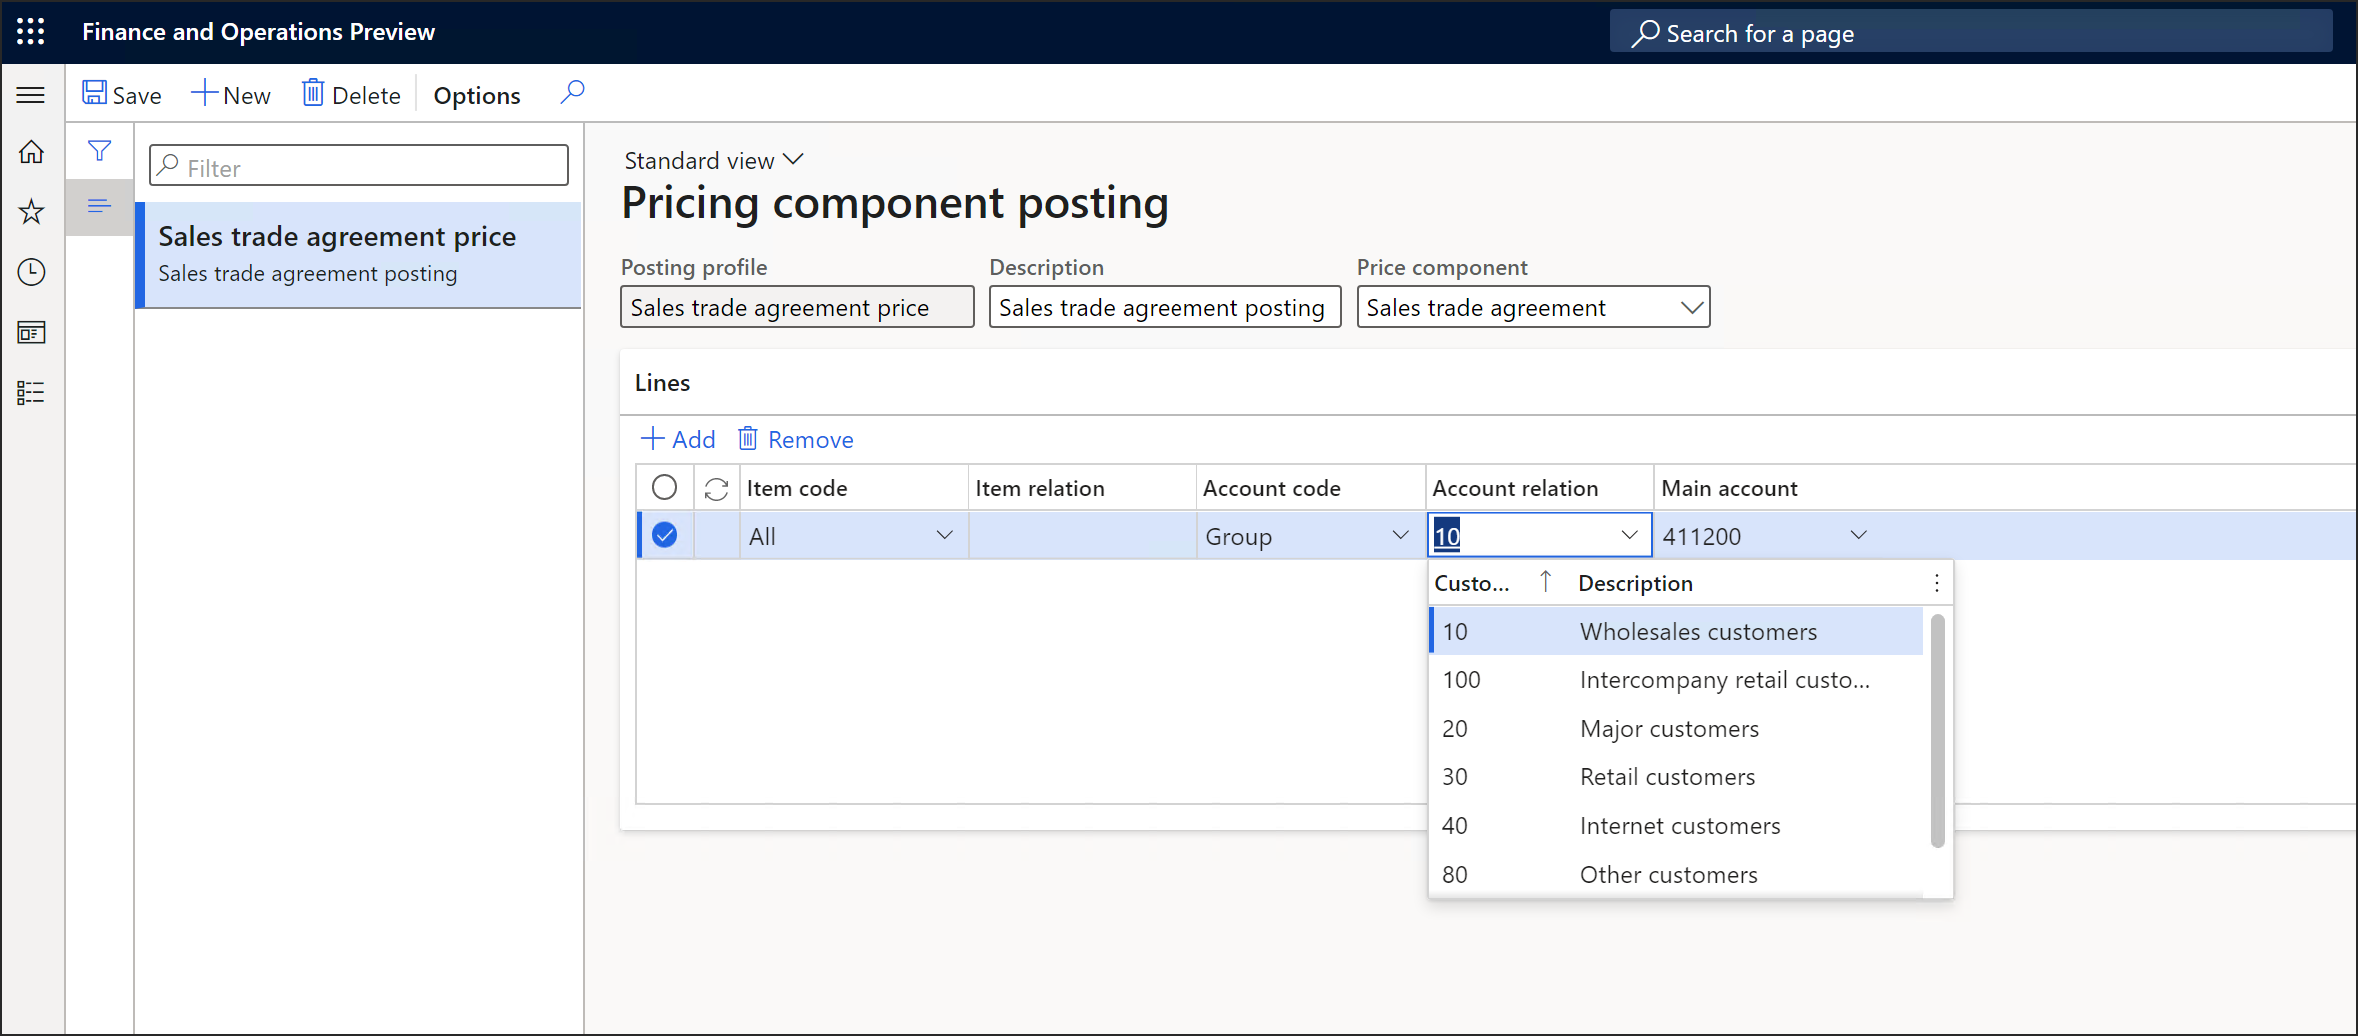 Finance and Operations Preview
Search for a page
Save New Delete Options
Filter
Sales trade agreement price
Sales trade agreement posting
Standard view
Pricing component posting
Posting profile Description Price component
Sales trade agreement price Sales trade agreement posting Sales trade agreement
Lines
Add Remove
Item code Item relation Account code Account relation Main account
All Group 10 411200
Custo... Description
10 Wholesales customers
100 Intercompany retail custo...
20 Major customers
30 Retail customers
40 Internet customers
80 Other customers